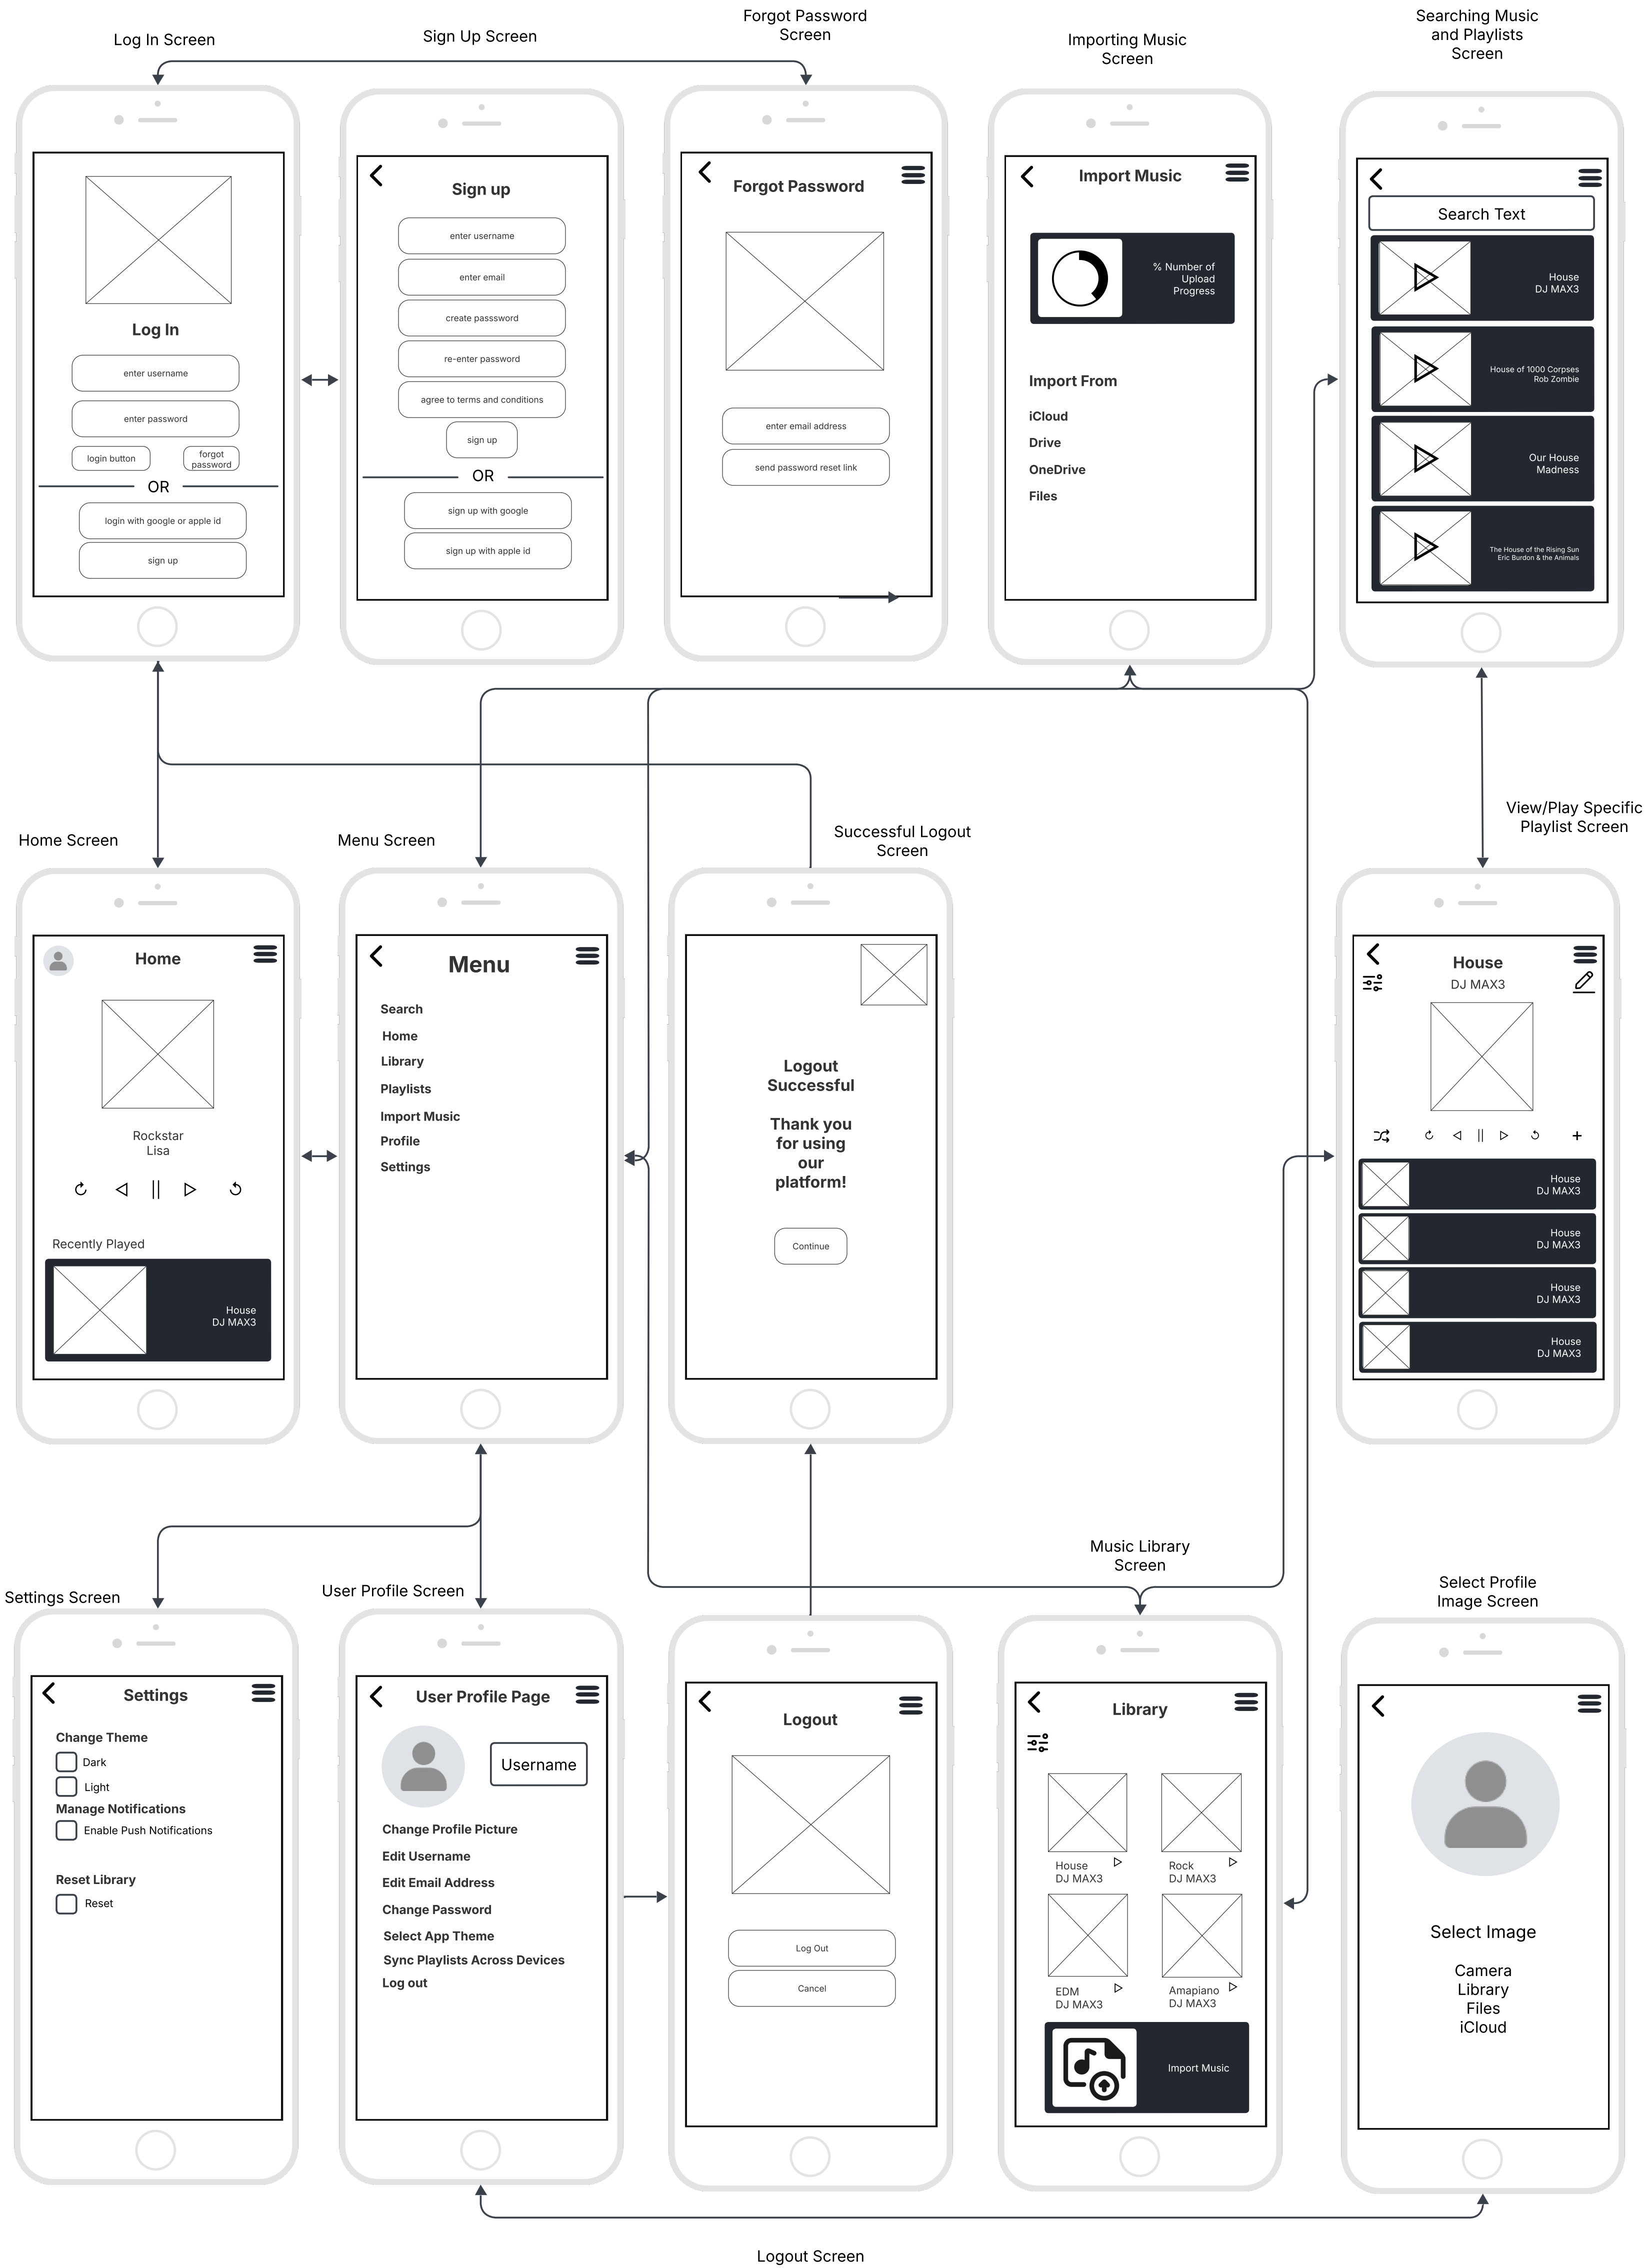 Log In Screen
Sign Up Screen
Forgot Password
Screen
Importing Music
Screen
Searching Music
and Playlists
Screen
Log In
enter username
enter password
login button
forgot
password
OR
login with google or apple id
sign up
Sign up
enter username
enter email
create passsword
re-enter password
agree to terms and conditions
sign up
OR
sign up with google
sign up with apple id
Forgot Password
enter email address
send password reset link
Import Music
% Number of
Upload
Progress
Import From
iCloud
Drive
OneDrive
Files
Search Text
House
DJ MAX3
House of 1000 Corpses
Rob Zombie
Our House
Madness
The House of the Rising Sun
Eric Burdon & the Animals
Home Screen
Menu Screen
Successful Logout
Screen
View/Play Specific
Playlist Screen
Home
Rockstar
Lisa
Recently Played
House
DJ MAX3
Menu
Search
Home
Library
Playlists
Import Music
Profile
Settings
Logout
Successful
Thank you
for using
our
platform!
Continue
House
DJ MAX3
House
DJ MAX3
House
DJ MAX3
House
DJ MAX3
House
DJ MAX3
Settings Screen
User Profile Screen
Music Library
Screen
Select Profile
Image Screen
Settings
Change Theme
Dark
Light
Manage Notifications
Enable Push Notifications
Reset Library
Reset
User Profile Page
Username
Change Profile Picture
Edit Username
Edit Email Address
Change Password
Select App Theme
Sync Playlists Across Devices
Log out
Logout
Log Out
Cancel
Library
House
DJ MAX3
Rock
DJ MAX3
EDM
DJ MAX3
Amapiano
DJ MAX3
Import Music
Select Image
Camera
Library
Files
iCloud
Logout Screen